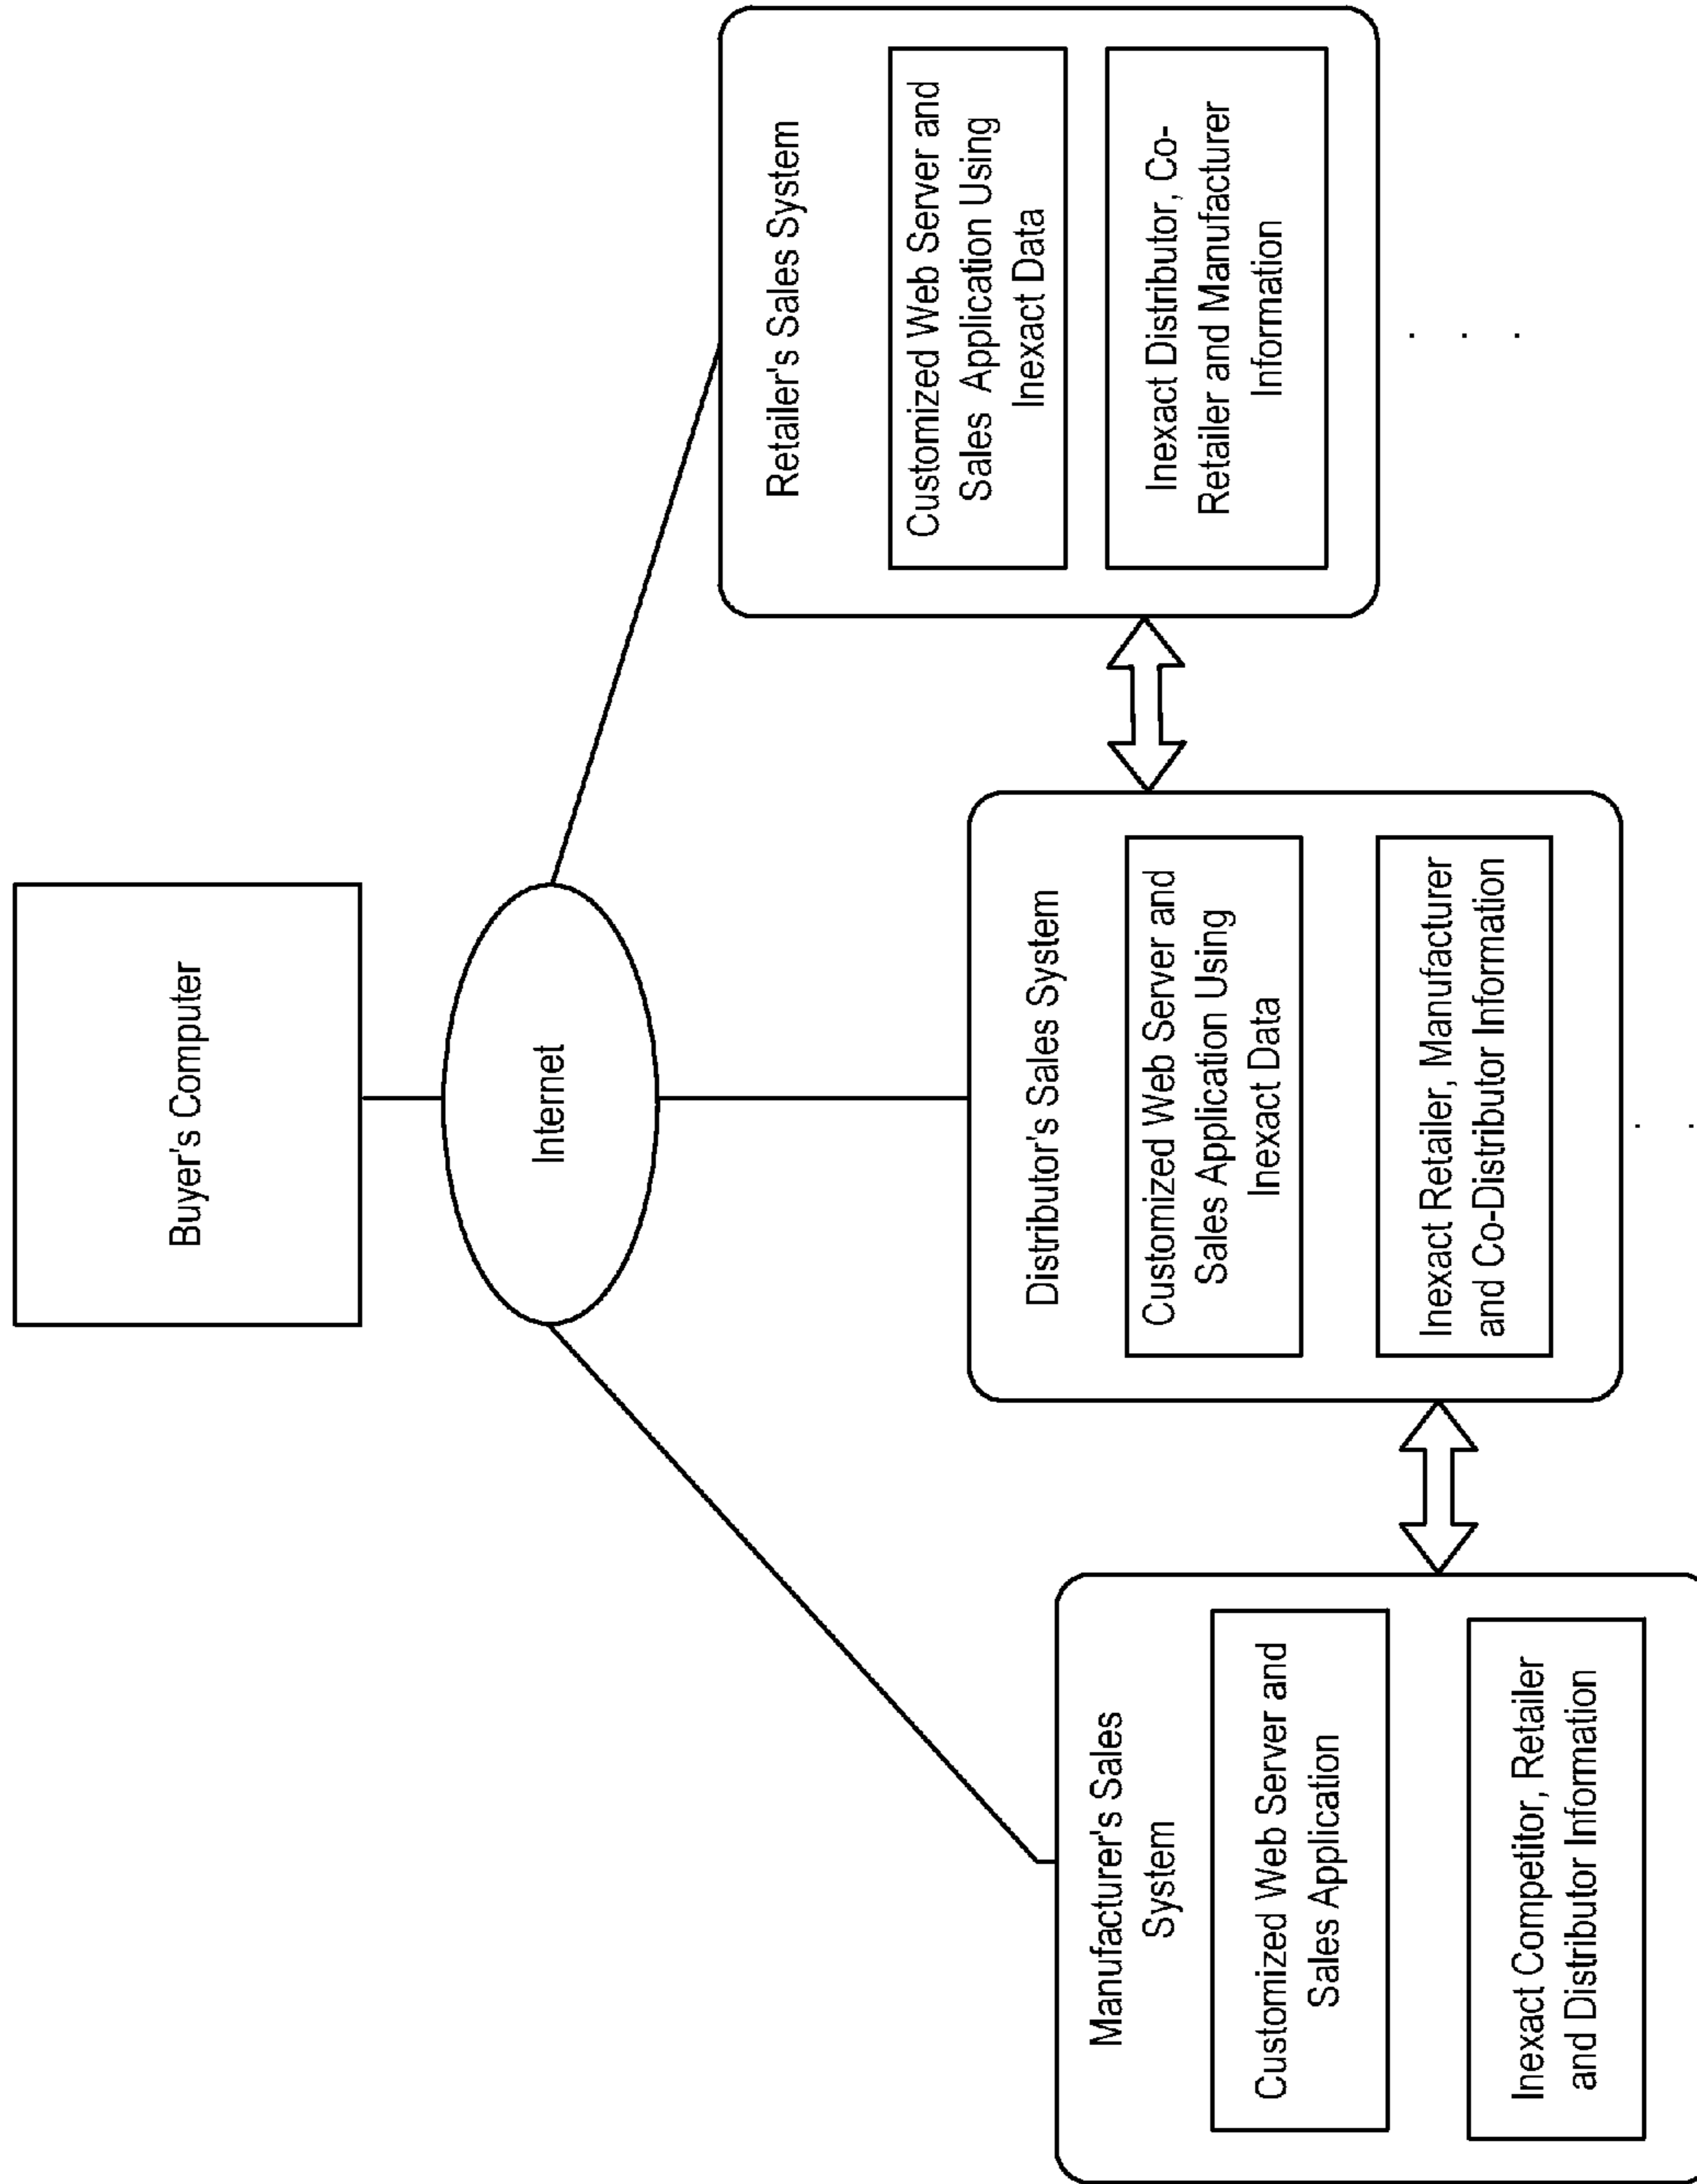 Buyer's Computer
Internet
Manufacturer's Sales
System
Customized Web Server and
Sales Application
Inexact Competitor, Retailer
and Distributor Information
Distributor's Sales System
Customized Web Server and
Sales Application Using
Inexact Data
Inexact Retailer, Manufacturer
and Co-Distributor Information
. .
Retailer's Sales System
Customized Web Server and
Sales Application Using
Inexact Data
Inexact Distributor, Co-
Retailer and Manufacturer
Information
. . .